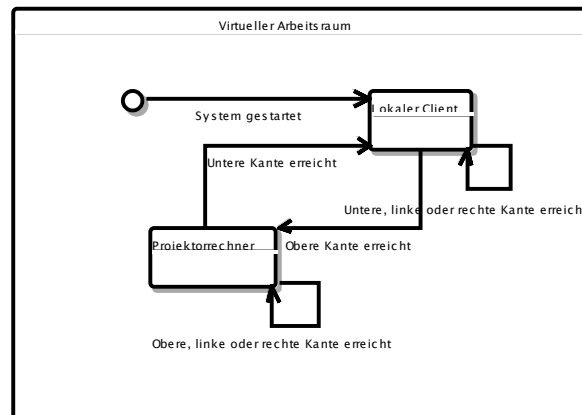 Virtueller Arbeitsraum
Lokaler Client
System gestartet
Untere Kante erreicht
Untere, linke oder rechte Kante erreich
Projektorrechner
Obere Kante erreicht
Obere, linke oder rechte Kante erreicht